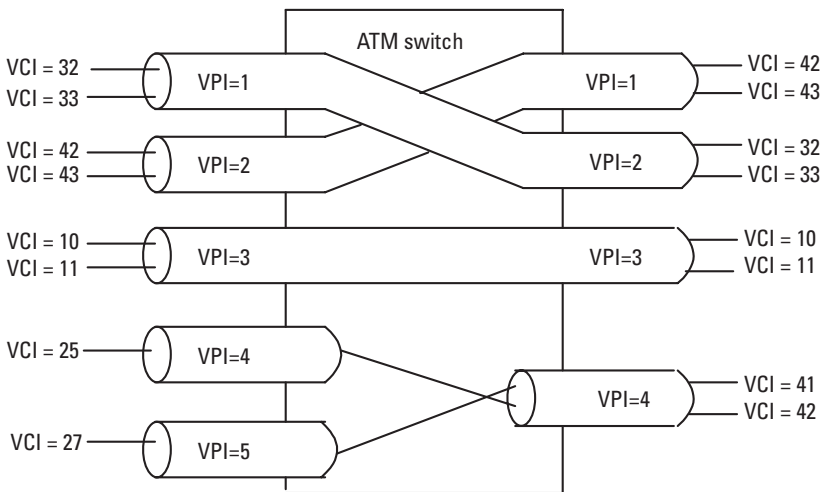 ATM switch
VCI = 32
VCI = 33
VPI=1
VPI=1
VCI = 42
VCI = 43
VCI = 42
VCI = 43
VPI=2
VPI=2
VCI = 32
VCI = 33
VCI = 10
VCI = 11
VPI=3
VPI=3
VCI = 10
VCI = 11
VCI = 25
VPI=4
VPI=4
VCI = 41
VCI = 42
VCI = 27
VPI=5